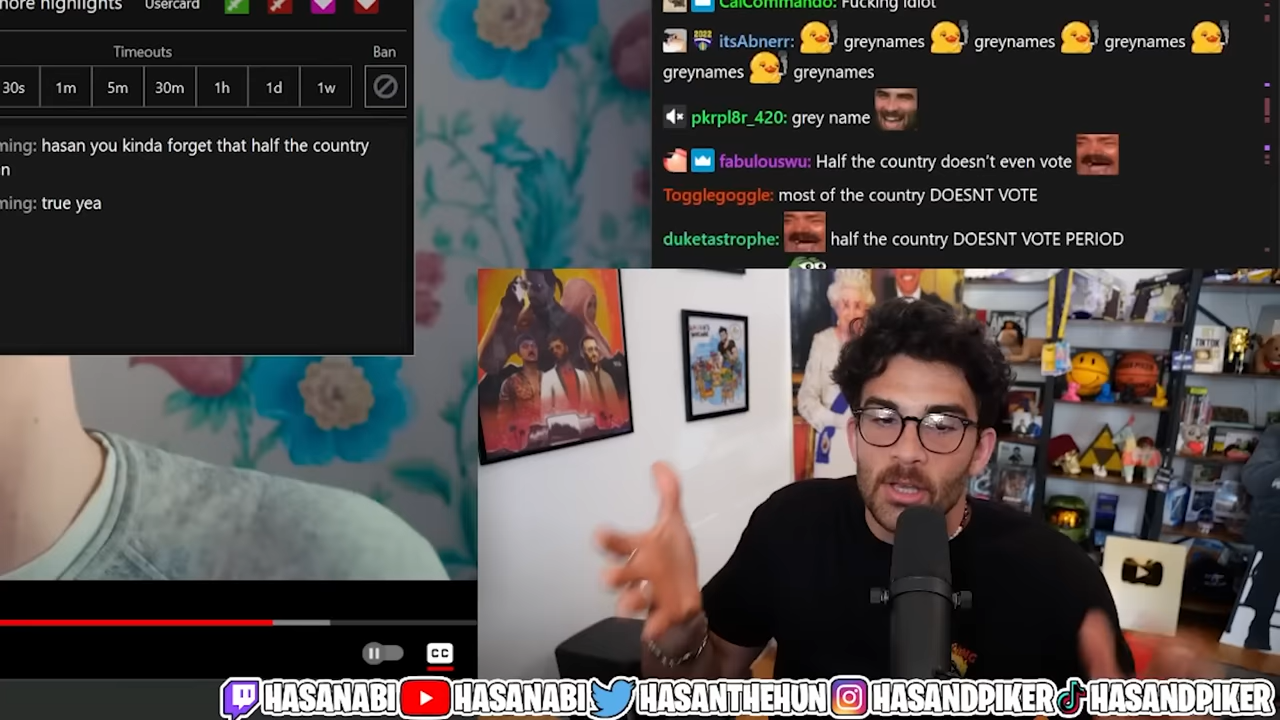 nore highlights
Usercard
Timeouts
Ban
30s
1m
5m
30m
1h
1d
1w
ning: hasan you kinda forget that half the country
n
ning: true yea
CalCommando: Fucking idiot
itsAbnerr: greynames greynames greynames
greynames greynames
pkrpl8r_420: grey name
fabulouswu: Half the country doesn't even vote
Togglegoggle: most of the country DOESNT VOTE
duketastrophe: half the country DOESNT VOTE PERIOD
TIKTOK
CC
HASANABI HASANABI HASANTHEHUN HASANDPIKER HASANDPIKER